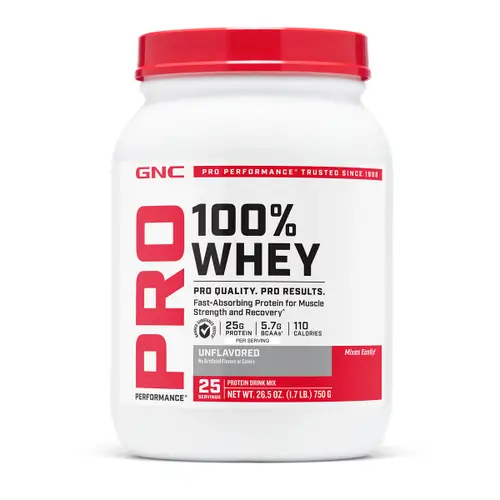 GNC
PRO PERFORMANCE® TRUSTED SINCE 1998
PRO
PERFORMANCE®
100%
WHEY
PRO QUALITY. PRO RESULTS.
Fast-Absorbing Protein for Muscle
Strength and Recovery^
25G PROTEIN
5.7G BCAAs^
110 CALORIES
PER SERVING
UNFLAVORED
No Artificial Flavors or Colors
Mixes Easily!
25 SERVINGS
PROTEIN DRINK MIX
NET WT. 26.5 OZ. (1.7 LB.) 750 G